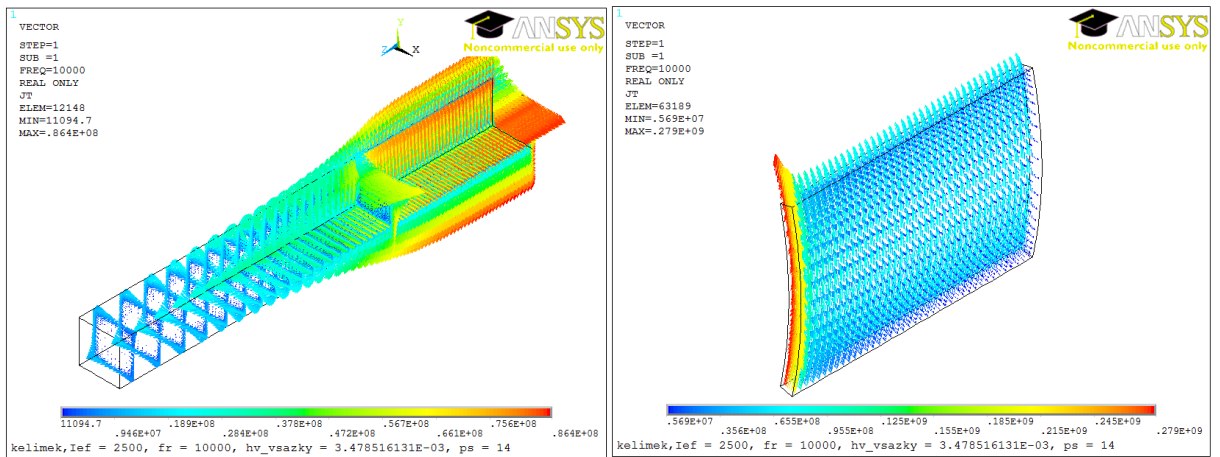 1
VECTOR
STEP=1
SUB =1
FREQ=10000
REAL ONLY
JT
ELEM=12148
MIN=11094.7
MAX=.864E+08
Y
Z
X
ANSYS
Noncommercial use only
11094.7 .189E+08 .378E+08 .567E+08 .756E+08
.946E+07 .284E+08 .472E+08 .661E+08 .864E+08
kelimek,Ief = 2500, fr = 10000, hv_vsazky = 3.478516131E-03, ps = 14
1
VECTOR
STEP=1
SUB =1
FREQ=10000
REAL ONLY
JT
ELEM=63189
MIN=.569E+07
MAX=.279E+09
ANSYS
Noncommercial use only
.569E+07 .655E+08 .125E+09 .185E+09 .245E+09
.356E+08 .955E+08 .155E+09 .215E+09 .279E+09
kelimek,Ief = 2500, fr = 10000, hv_vsazky = 3.478516131E-03, ps = 14